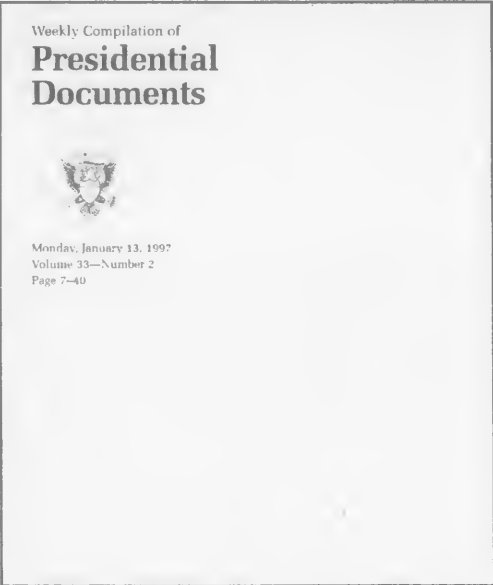 Weekly Compilation of
Presidential
Documents
Monday, January 13, 1997
Volume 33—Number 2
Page 7–40